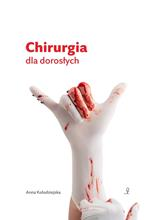 Chirurgia
dla dorosłych
Anna Kołodziejska